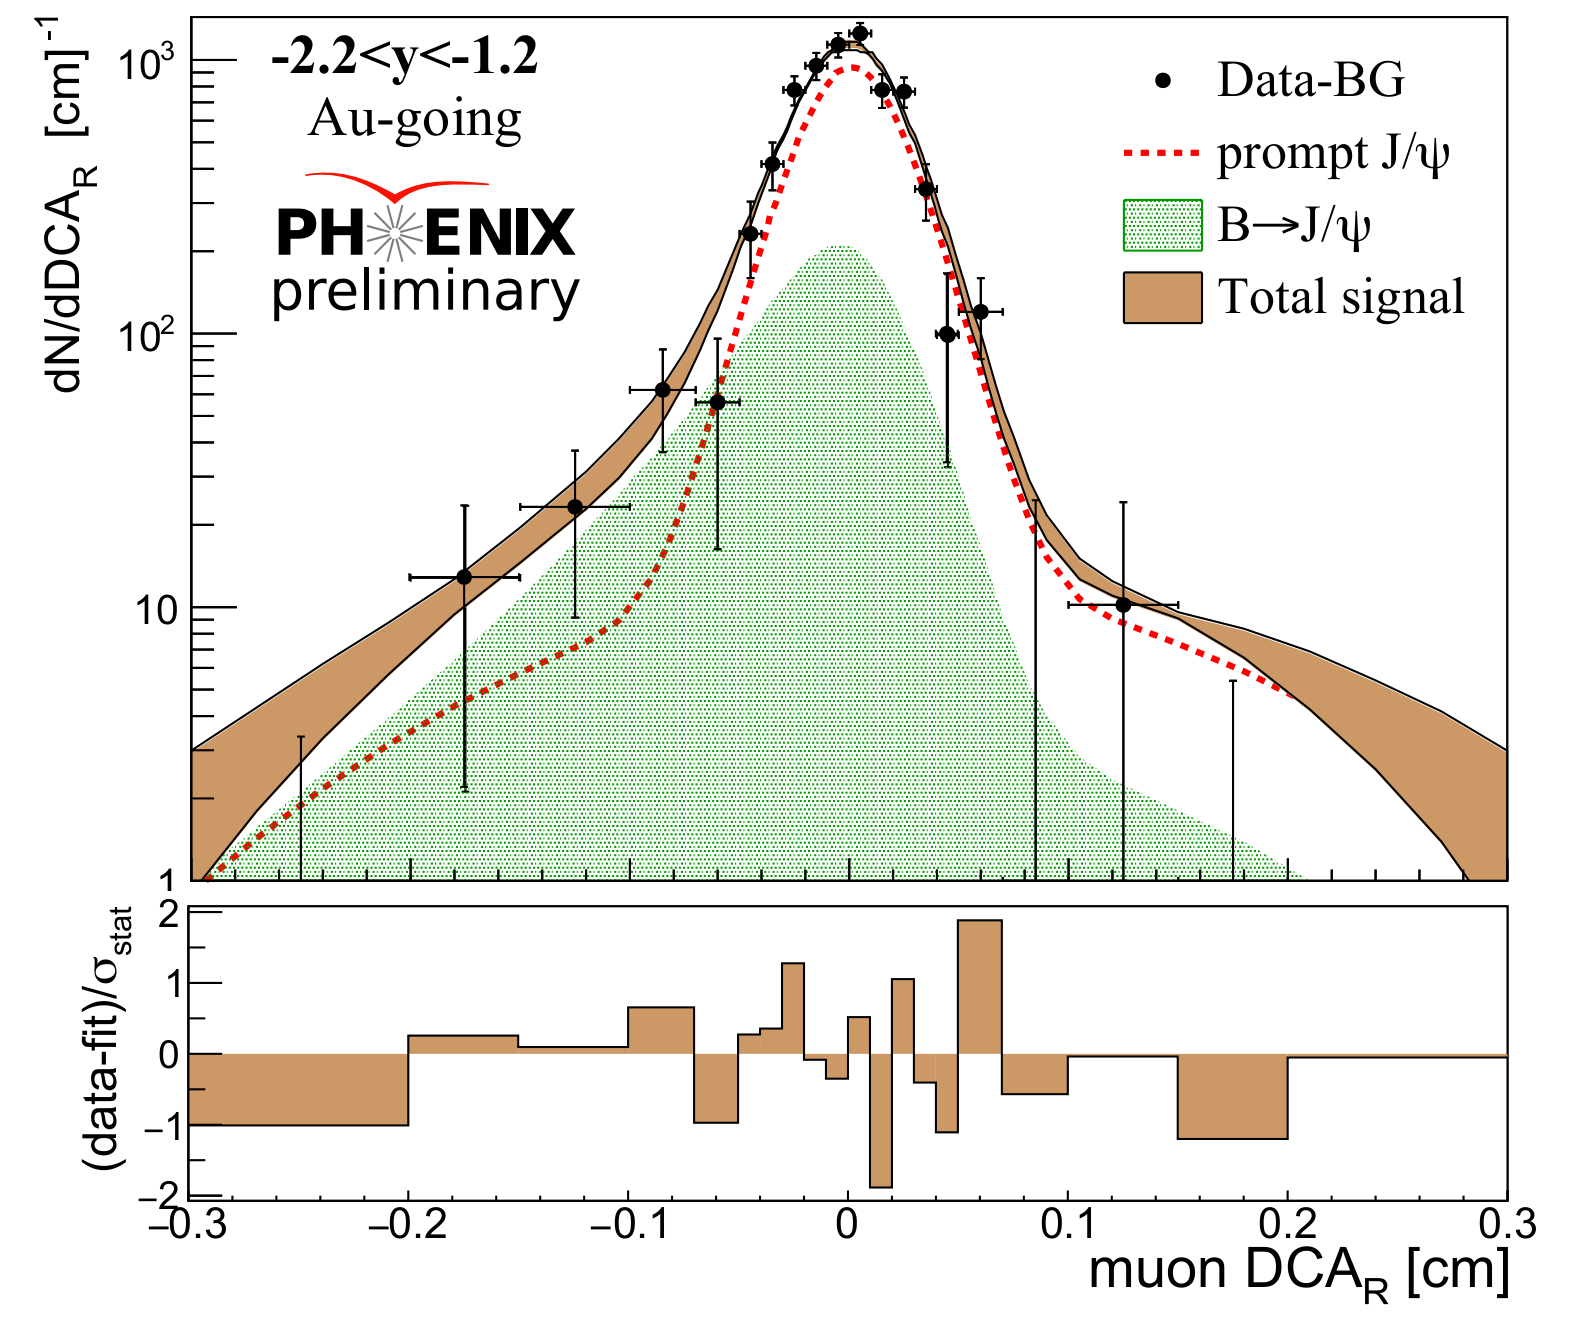 dN/dDCA_R [cm]^-1
-2.2<y<-1.2
Au-going
PHENIX
preliminary
Data-BG
prompt J/ψ
B→J/ψ
Total signal
10^3
10^2
10
1
(data-fit)/σ_stat
2
1
0
−1
−2
−0.3 −0.2 −0.1 0 0.1 0.2 0.3
muon DCA_R [cm]